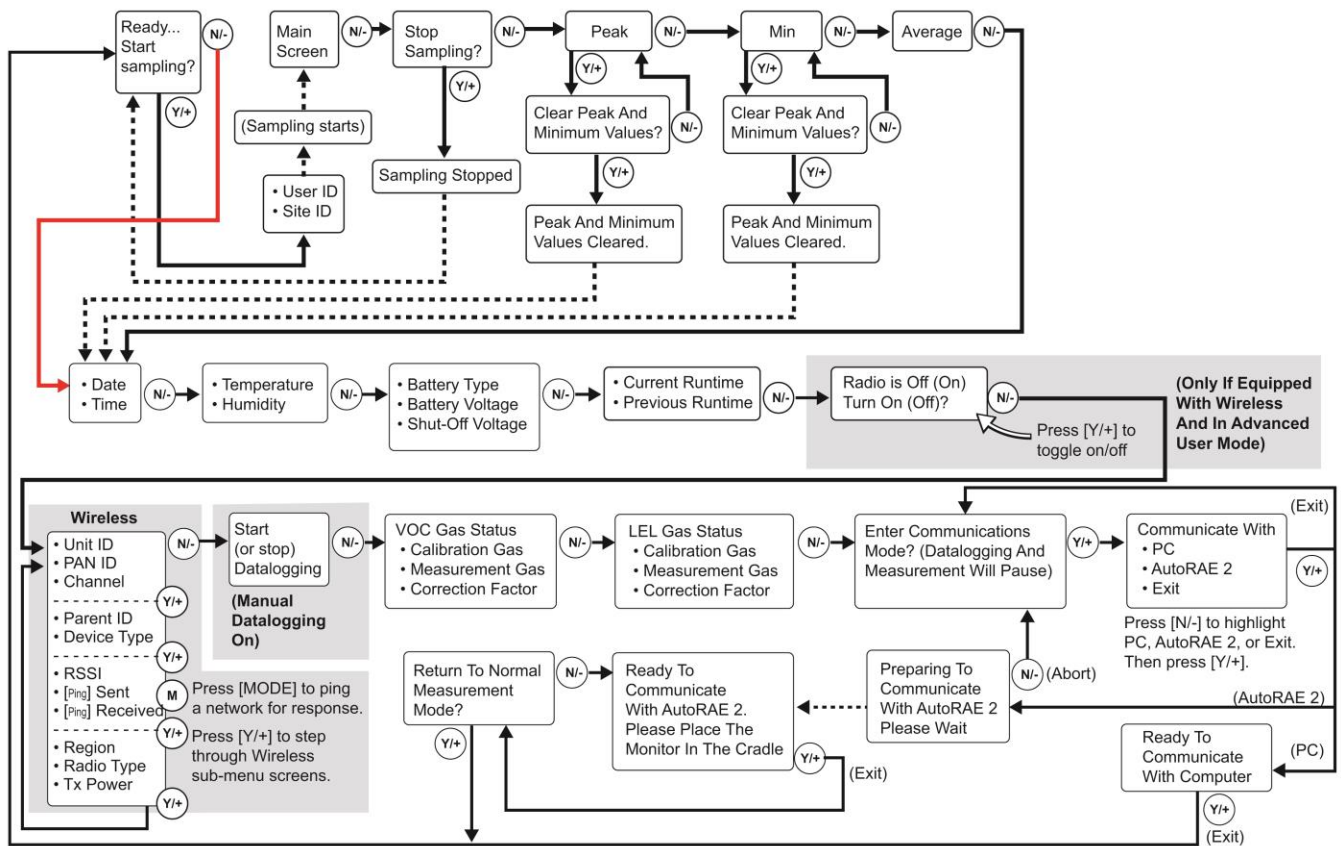 Ready...
Start
sampling?
N/-
Y/+
Main
Screen
N/-
(Sampling starts)
• User ID
• Site ID
Stop
Sampling?
N/-
Y/+
Sampling Stopped
Peak
N/-
Y/+
Clear Peak And
Minimum Values?
N/-
Y/+
Peak And Minimum
Values Cleared.
Min
N/-
Y/+
Clear Peak And
Minimum Values?
N/-
Y/+
Peak And Minimum
Values Cleared.
Average
N/-
• Date
• Time
N/-
• Temperature
• Humidity
N/-
• Battery Type
• Battery Voltage
• Shut-Off Voltage
N/-
• Current Runtime
• Previous Runtime
N/-
Radio is Off (On)
Turn On (Off)?
N/-
Press [Y/+] to
toggle on/off
(Only If Equipped
With Wireless
And In Advanced
User Mode)
Wireless
• Unit ID
• PAN ID
• Channel
N/-
Y/+
• Parent ID
• Device Type
Y/+
• RSSI
• [Ping] Sent
• [Ping] Received
M
Press [MODE] to ping
a network for response.
Y/+
Press [Y/+] to step
through Wireless
sub-menu screens.
• Region
• Radio Type
• Tx Power
Y/+
Start
(or stop)
Datalogging
N/-
(Manual
Datalogging
On)
VOC Gas Status
• Calibration Gas
• Measurement Gas
• Correction Factor
N/-
LEL Gas Status
• Calibration Gas
• Measurement Gas
• Correction Factor
N/-
Enter Communications
Mode? (Datalogging And
Measurement Will Pause)
Y/+
Communicate With
• PC
• AutoRAE 2
• Exit
(Exit)
Y/+
Press [N/-] to highlight
PC, AutoRAE 2, or Exit.
Then press [Y/+].
Return To Normal
Measurement
Mode?
N/-
Y/+
Ready To
Communicate
With AutoRAE 2.
Please Place The
Monitor In The Cradle
Y/+
(Exit)
Preparing To
Communicate
With AutoRAE 2
Please Wait
N/-
(Abort)
(AutoRAE 2)
Ready To
Communicate
With Computer
(PC)
Y/+
(Exit)